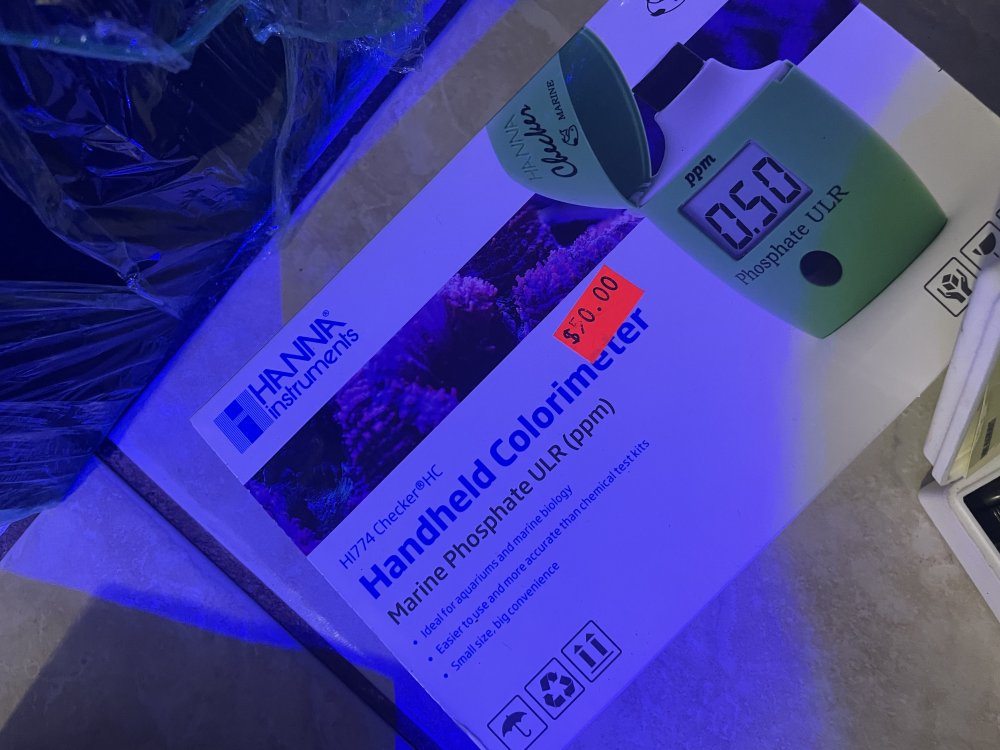 HANNA
Checker
MARINE
ppm
0.50
Phosphate ULR
$50.00
HANNA®
instruments
HI774 Checker®HC
Handheld Colorimeter
Marine Phosphate ULR (ppm)
• Ideal for aquariums and marine biology
• Easier to use and more accurate than chemical test kits
• Small size, big convenience